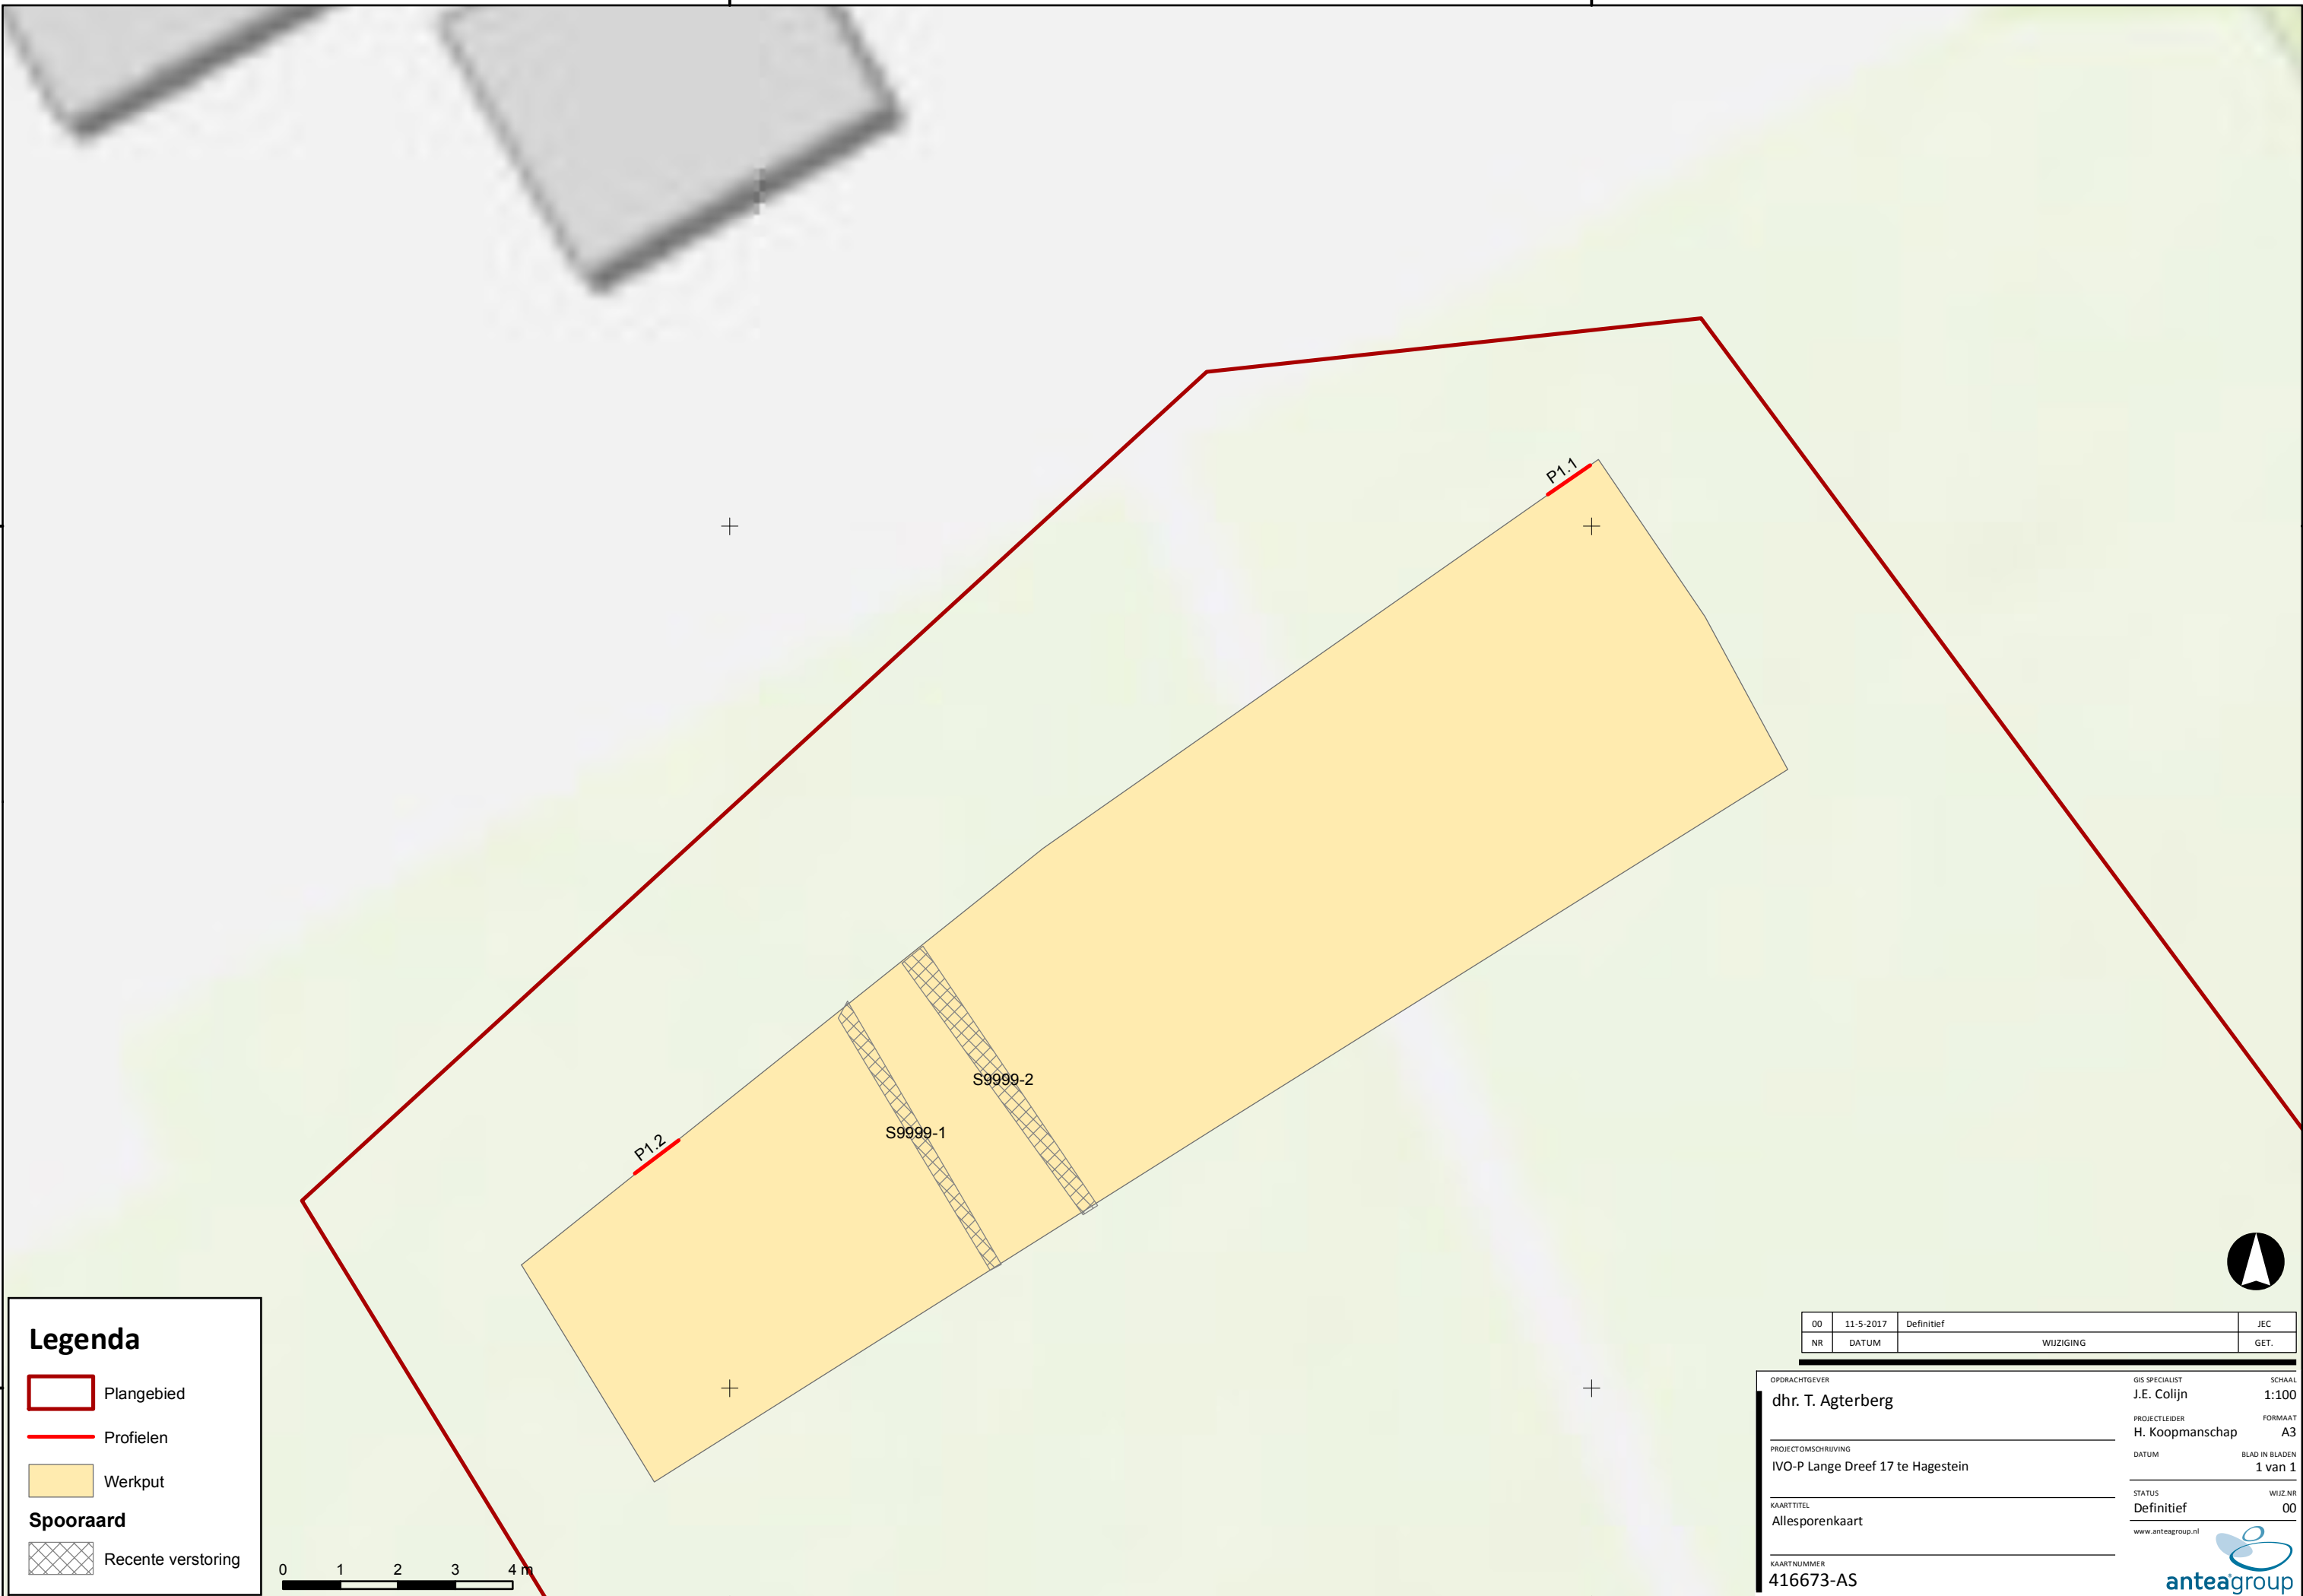 P1.1
S9999-2
S9999-1
P1.2
Legenda
Plangebied
Profielen
Werkput
Spooraard
Recente verstoring
0 1 2 3 4 m
00 11-5-2017 Definitief JEC
NR DATUM WIJZIGING GET.
OPDRACHTGEVER
dhr. T. Agterberg
PROJECTOMSCHRIJVING
IVO-P Lange Dreef 17 te Hagestein
KAARTTITEL
Allesporenkaart
KAARTNUMMER
416673-AS
GIS SPECIALIST SCHAAL
J.E. Colijn 1:100
PROJECTLEIDER FORMAAT
H. Koopmanschap A3
DATUM BLAD IN BLADEN
1 van 1
STATUS WIJZ.NR
Definitief 00
www.anteagroup.nl
anteagroup